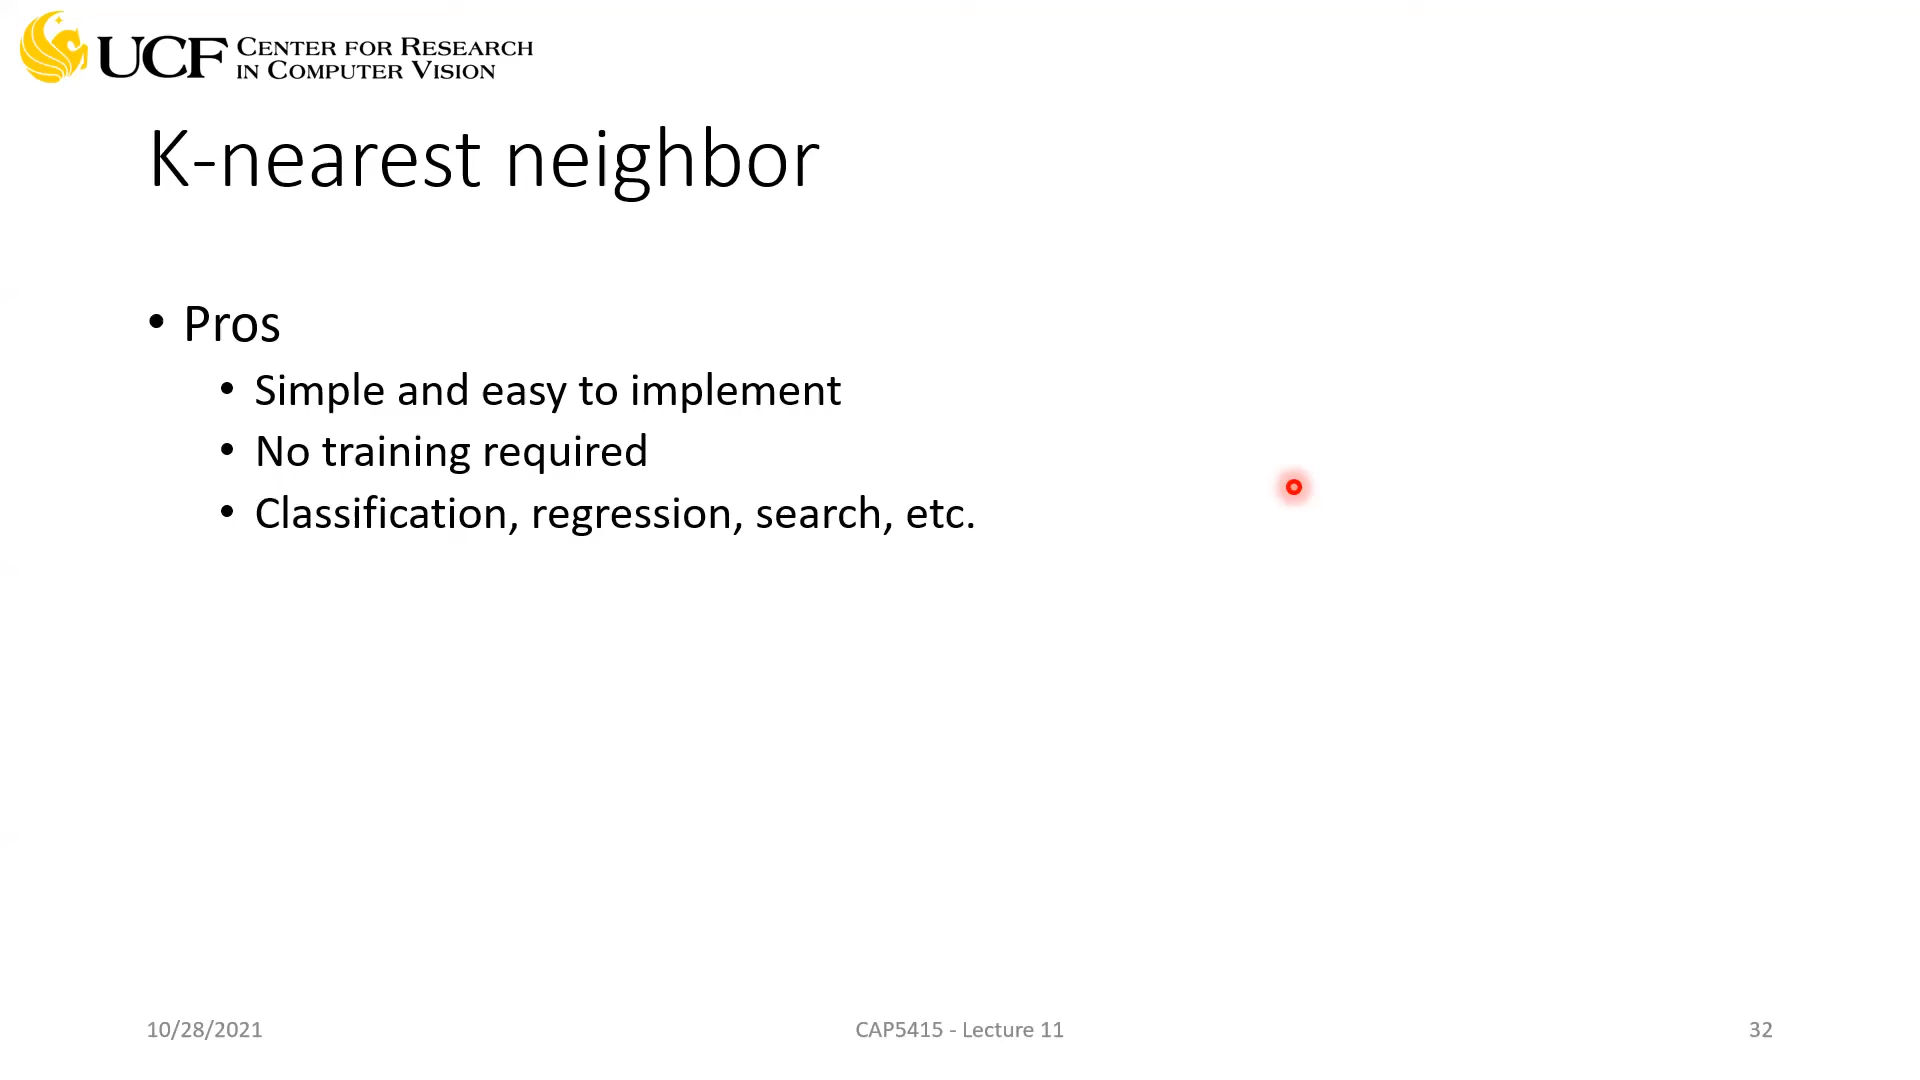 UCF CENTER FOR RESEARCH
IN COMPUTER VISION
K-nearest neighbor
• Pros
• Simple and easy to implement
• No training required
• Classification, regression, search, etc.
10/28/2021 CAP5415 - Lecture 11 32